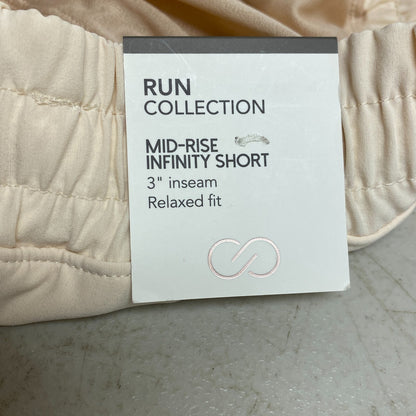 RUN
COLLECTION
MID-RISE
INFINITY SHORT
3" inseam
Relaxed fit